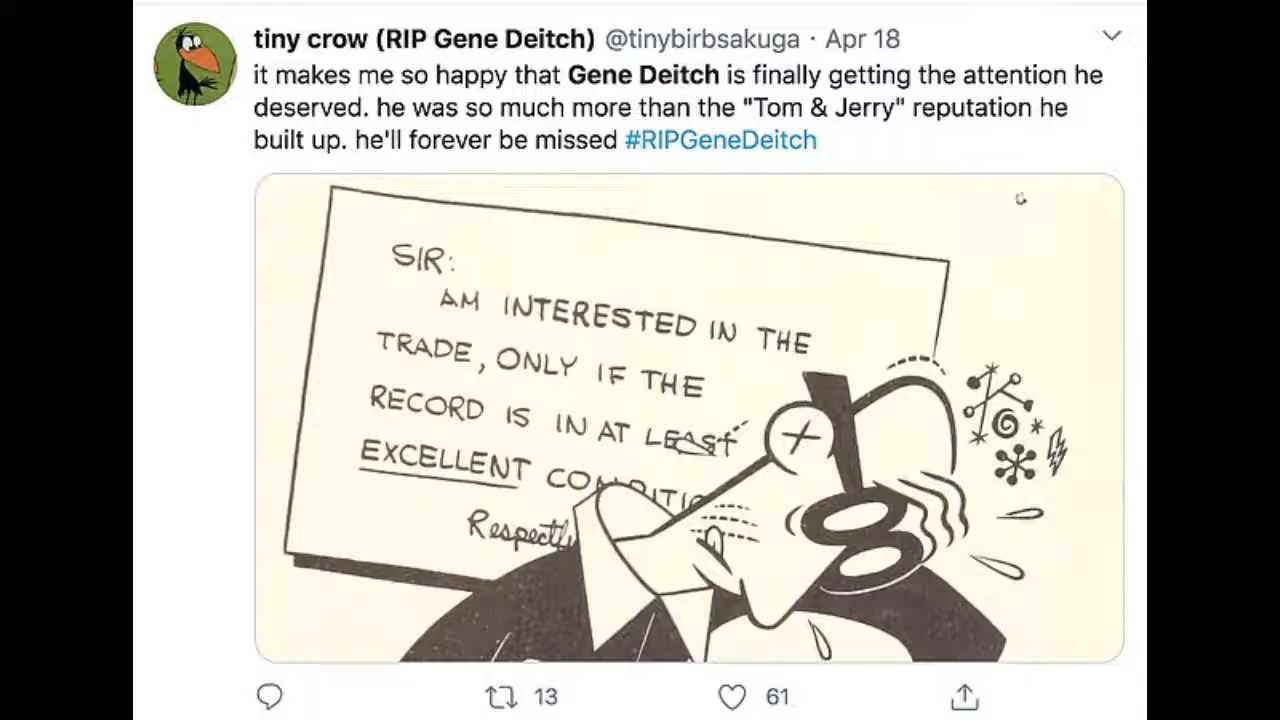 tiny crow (RIP Gene Deitch) @tinybirbsakuga · Apr 18
it makes me so happy that Gene Deitch is finally getting the attention he
deserved. he was so much more than the "Tom & Jerry" reputation he
built up. he'll forever be missed #RIPGeneDeitch
SIR:
AM INTERESTED IN THE
TRADE, ONLY IF THE
RECORD IS IN AT LEAST
EXCELLENT
13
61